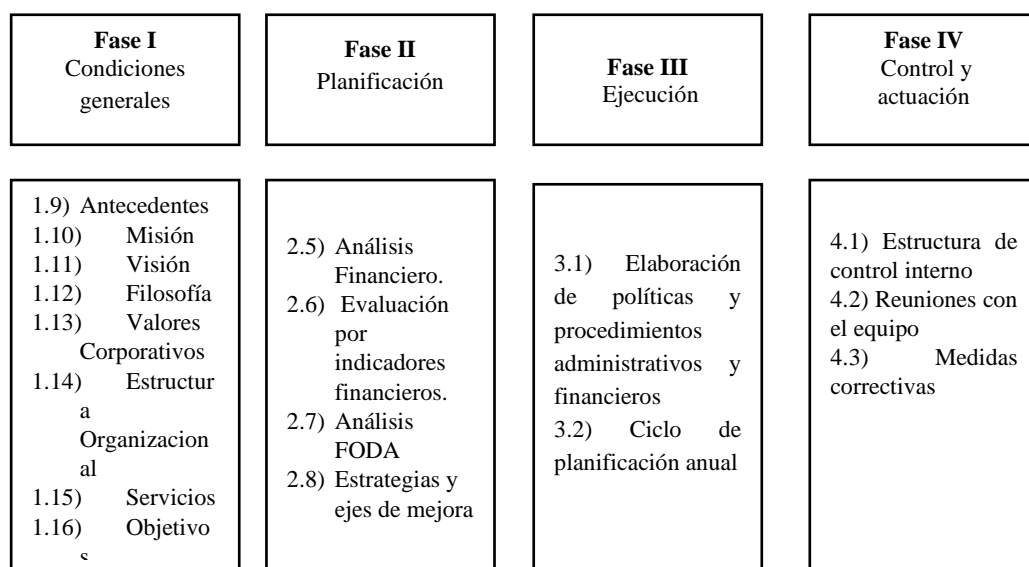 Fase I
Condiciones
generales
Fase II
Planificación
Fase III
Ejecución
Fase IV
Control y
actuación
1.9) Antecedentes
1.10) Misión
1.11) Visión
1.12) Filosofía
1.13) Valores
Corporativos
1.14) Estructur
a
Organizacion
al
1.15) Servicios
1.16) Objetivo
s
2.5) Análisis
Financiero.
2.6) Evaluación
por
indicadores
financieros.
2.7) Análisis
FODA
2.8) Estrategias y
ejes de mejora
3.1) Elaboración
de políticas y
procedimientos
administrativos y
financieros
3.2) Ciclo de
planificación anual
4.1) Estructura de
control interno
4.2) Reuniones con
el equipo
4.3) Medidas
correctivas